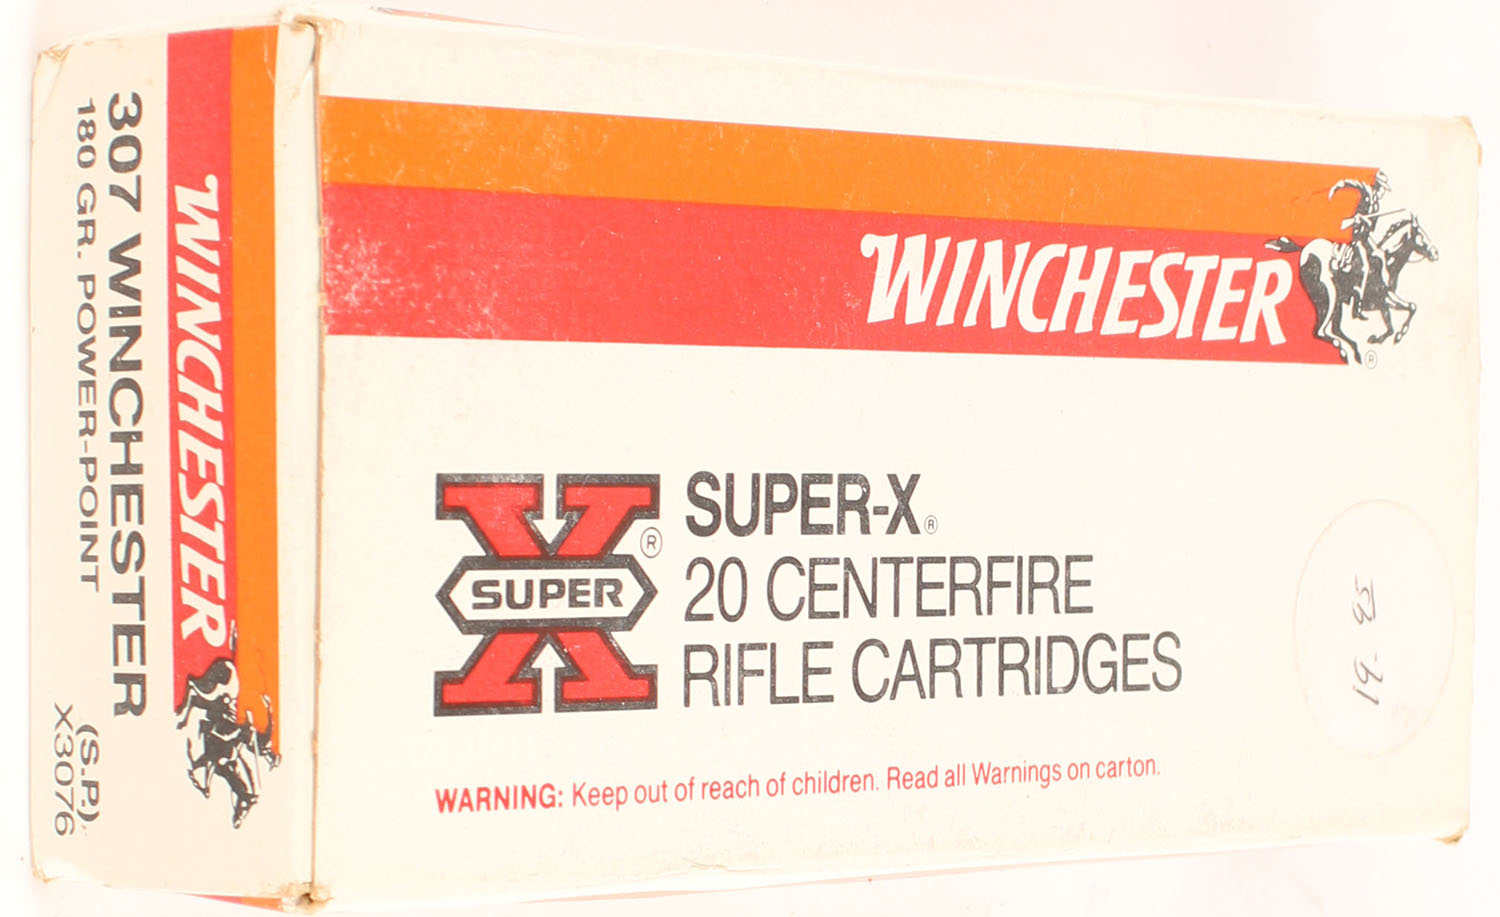 WINCHESTER
®
SUPER
®
SUPER-X®
20 CENTERFIRE
RIFLE CARTRIDGES
WARNING: Keep out of reach of children. Read all Warnings on carton.
WINCHESTER
307 WINCHESTER
180 GR. POWER-POINT (S.P.)
X3076